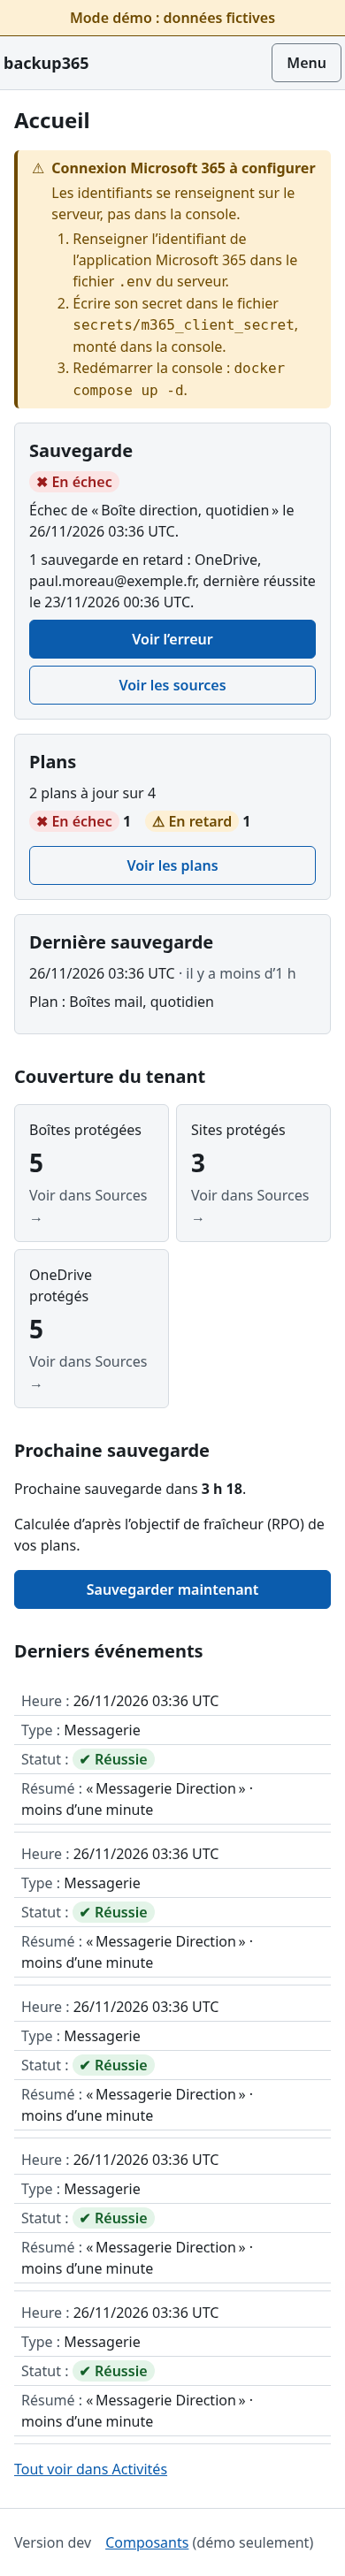 Mode démo : données fictives
backup365
Menu
Accueil
⚠ Connexion Microsoft 365 à configurer
Les identifiants se renseignent sur le
serveur, pas dans la console.
1. Renseigner l’identifiant de
l’application Microsoft 365 dans le
fichier .env du serveur.
2. Écrire son secret dans le fichier
secrets/m365_client_secret,
monté dans la console.
3. Redémarrer la console : docker
compose up -d.
Sauvegarde
✖ En échec
Échec de « Boîte direction, quotidien » le
26/11/2026 03:36 UTC.
1 sauvegarde en retard : OneDrive,
paul.moreau@exemple.fr, dernière réussite
le 23/11/2026 00:36 UTC.
Voir l’erreur
Voir les sources
Plans
2 plans à jour sur 4
✖ En échec 1 ⚠ En retard 1
Voir les plans
Dernière sauvegarde
26/11/2026 03:36 UTC · il y a moins d’1 h
Plan : Boîtes mail, quotidien
Couverture du tenant
Boîtes protégées
5
Voir dans Sources
→
Sites protégés
3
Voir dans Sources
→
OneDrive
protégés
5
Voir dans Sources
→
Prochaine sauvegarde
Prochaine sauvegarde dans 3 h 18.
Calculée d’après l’objectif de fraîcheur (RPO) de
vos plans.
Sauvegarder maintenant
Derniers événements
Heure : 26/11/2026 03:36 UTC
Type : Messagerie
Statut : ✔ Réussie
Résumé : « Messagerie Direction » ·
moins d’une minute
Heure : 26/11/2026 03:36 UTC
Type : Messagerie
Statut : ✔ Réussie
Résumé : « Messagerie Direction » ·
moins d’une minute
Heure : 26/11/2026 03:36 UTC
Type : Messagerie
Statut : ✔ Réussie
Résumé : « Messagerie Direction » ·
moins d’une minute
Heure : 26/11/2026 03:36 UTC
Type : Messagerie
Statut : ✔ Réussie
Résumé : « Messagerie Direction » ·
moins d’une minute
Heure : 26/11/2026 03:36 UTC
Type : Messagerie
Statut : ✔ Réussie
Résumé : « Messagerie Direction » ·
moins d’une minute
Tout voir dans Activités
Version dev Composants (démo seulement)